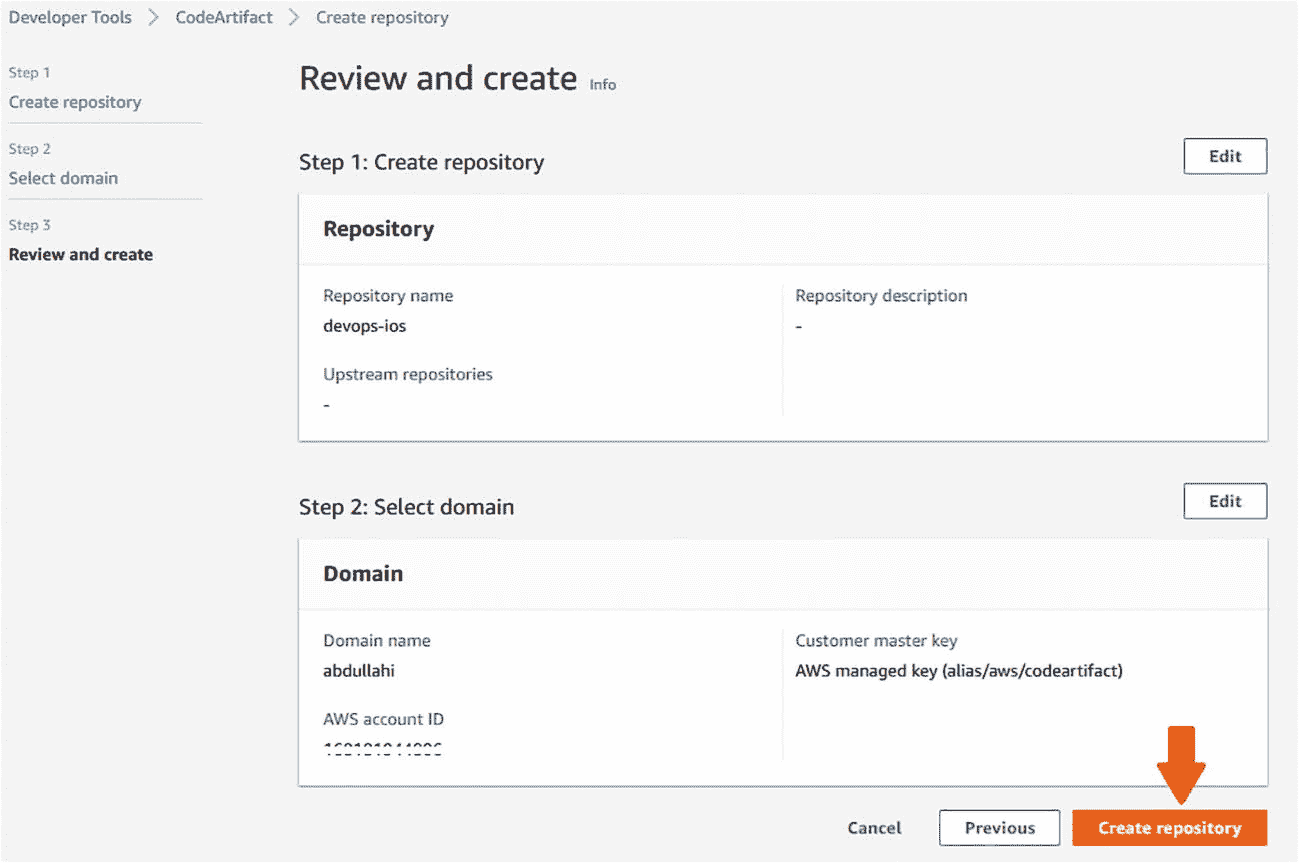 Developer Tools > CodeArtifact > Create repository
Step 1
Create repository
Step 2
Select domain
Step 3
Review and create
Review and create Info
Step 1: Create repository
Edit
Repository
Repository name
devops-ios
Repository description
-
Upstream repositories
-
Step 2: Select domain
Edit
Domain
Domain name
abdullahi
Customer master key
AWS managed key (alias/aws/codeartifact)
AWS account ID
Cancel
Previous
Create repository